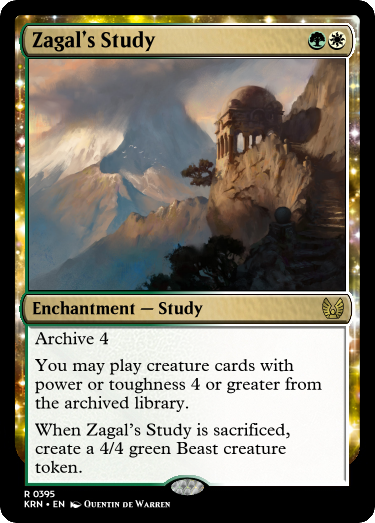 Zagal's Study
Enchantment — Study
Archive 4
You may play creature cards with
power or toughness 4 or greater from
the archived library.
When Zagal's Study is sacrificed,
create a 4/4 green Beast creature
token.
R 0395
KRN • EN Quentin de Warren